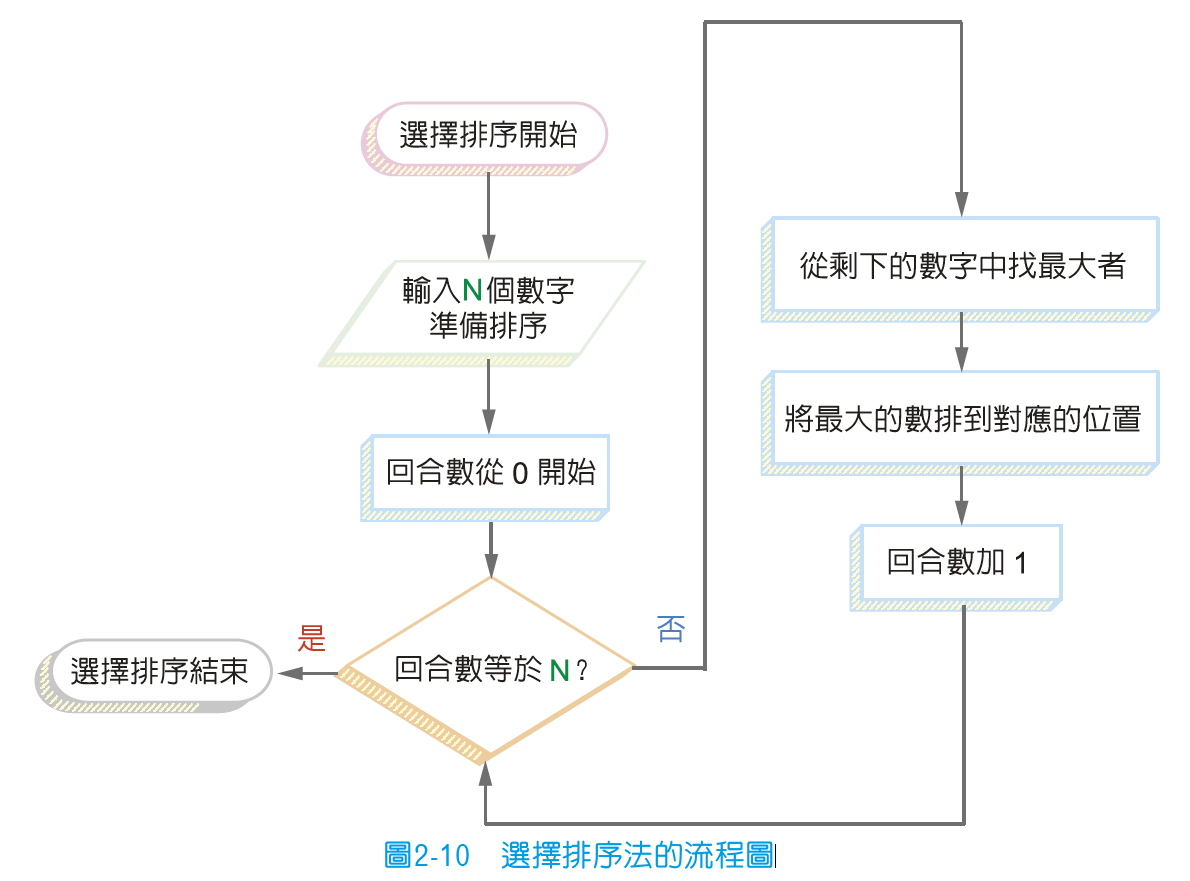 選擇排序開始
輸入N個數字
準備排序
回合數從 0 開始
回合數等於 N?
是
選擇排序結束
否
從剩下的數字中找最大者
將最大的數排到對應的位置
回合數加 1
圖2-10 選擇排序法的流程圖